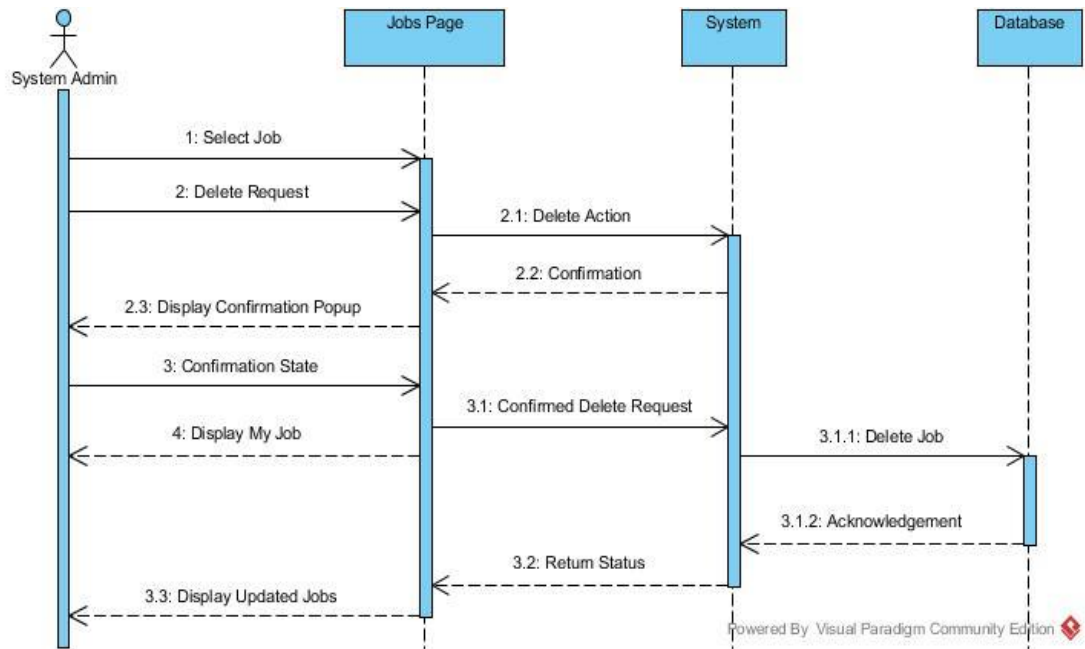 Jobs Page
System
Database
System Admin
1: Select Job
2: Delete Request
2.1: Delete Action
2.2: Confirmation
2.3: Display Confirmation Popup
3: Confirmation State
3.1: Confirmed Delete Request
4: Display My Job
3.1.1: Delete Job
3.1.2: Acknowledgement
3.2: Return Status
3.3: Display Updated Jobs
Powered By Visual Paradigm Community Edition